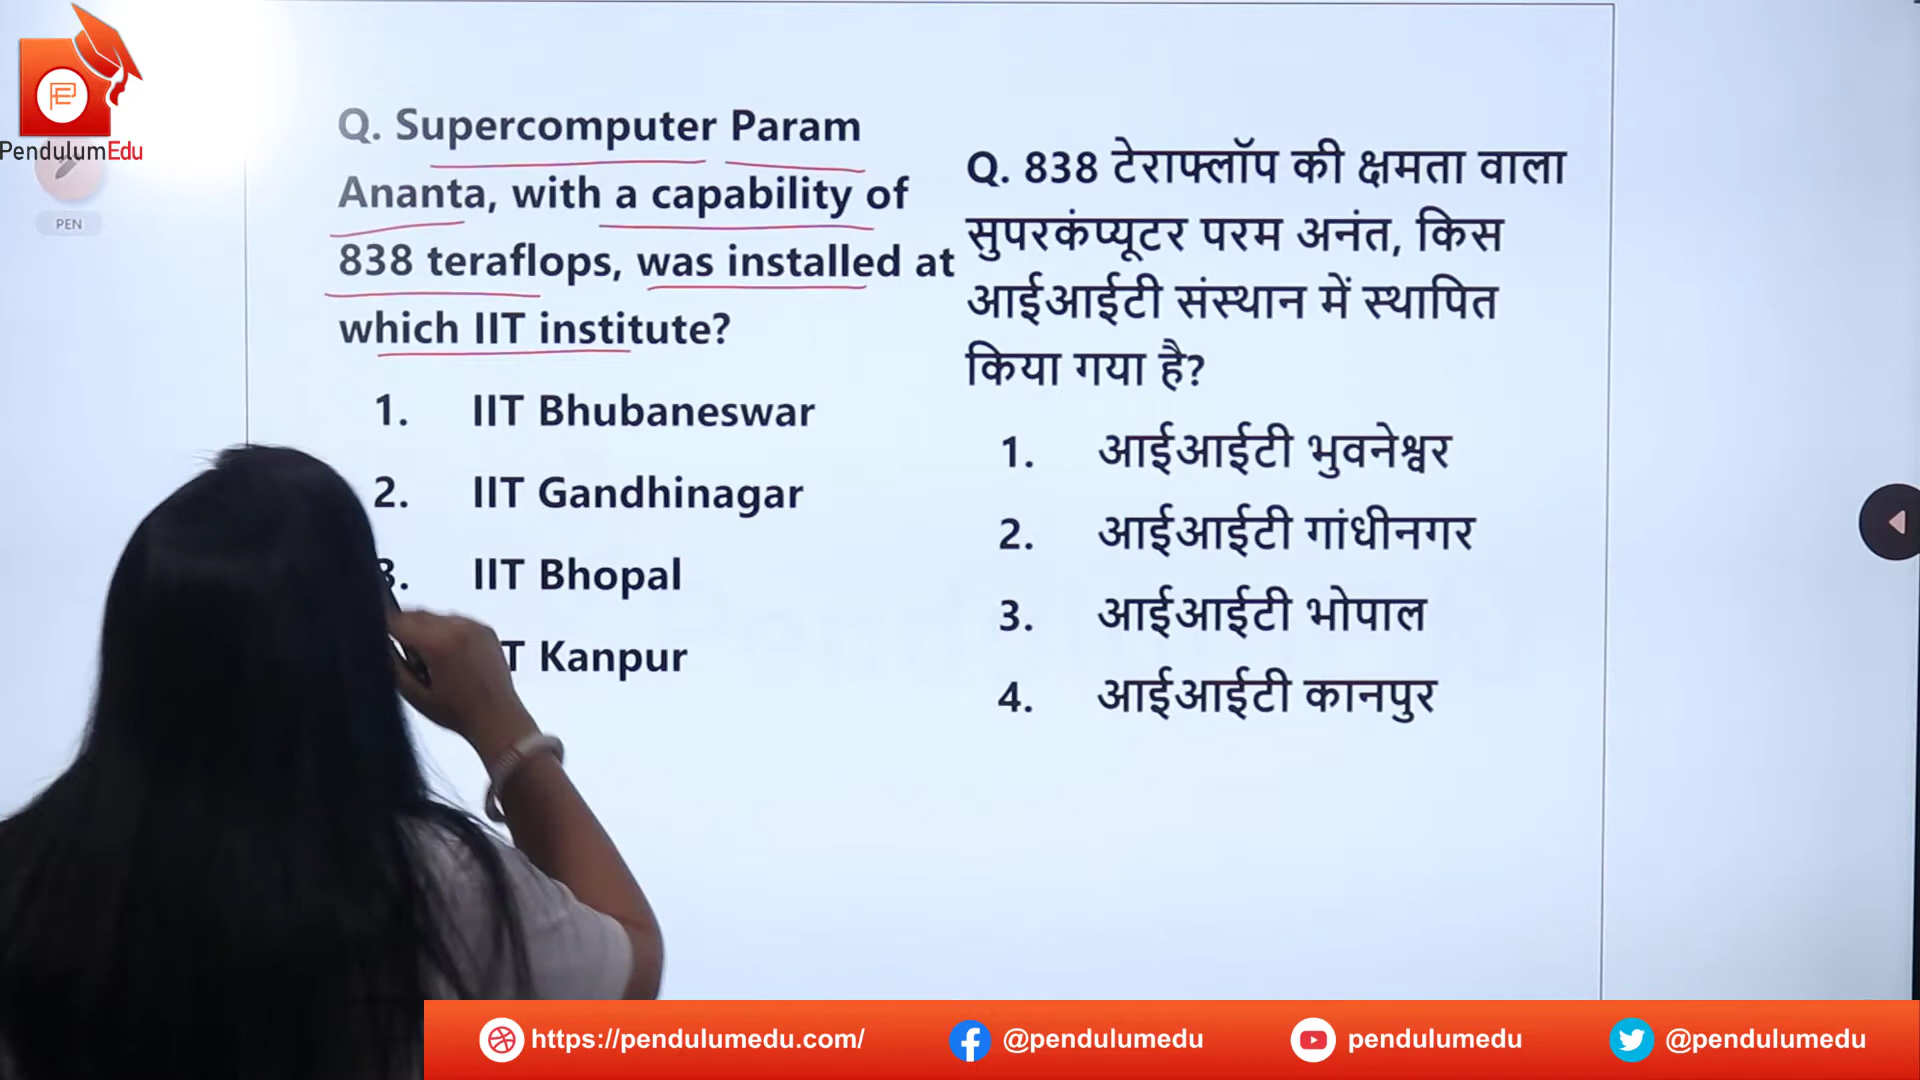 PendulumEdu
PEN
Q. Supercomputer Param
Ananta, with a capability of
838 teraflops, was installed at
which IIT institute?
1. IIT Bhubaneswar
2. IIT Gandhinagar
3. IIT Bhopal
T Kanpur
Q. 838 टेराफ्लॉप की क्षमता वाला
सुपरकंप्यूटर परम अनंत, किस
आईआईटी संस्थान में स्थापित
किया गया है?
1. आईआईटी भुवनेश्वर
2. आईआईटी गांधीनगर
3. आईआईटी भोपाल
4. आईआईटी कानपुर
https://pendulumedu.com/ @pendulumedu pendulumedu @pendulumedu